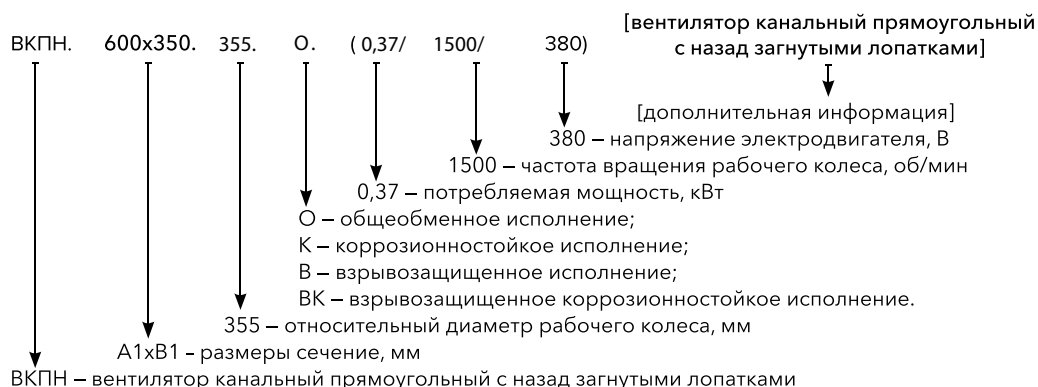 [вентилятор канальный прямоугольный
с назад загнутыми лопатками]
ВКПН. 600х350. 355. О. ( 0,37/ 1500/ 380)
[дополнительная информация]
380 – напряжение электродвигателя, В
1500 – частота вращения рабочего колеса, об/мин
0,37 – потребляемая мощность, кВт
О – общеобменное исполнение;
К – коррозионностойкое исполнение;
В – взрывозащищенное исполнение;
ВК – взрывозащищенное коррозионностойкое исполнение.
355 – относительный диаметр рабочего колеса, мм
А1хВ1 – размеры сечение, мм
ВКПН – вентилятор канальный прямоугольный с назад загнутыми лопатками